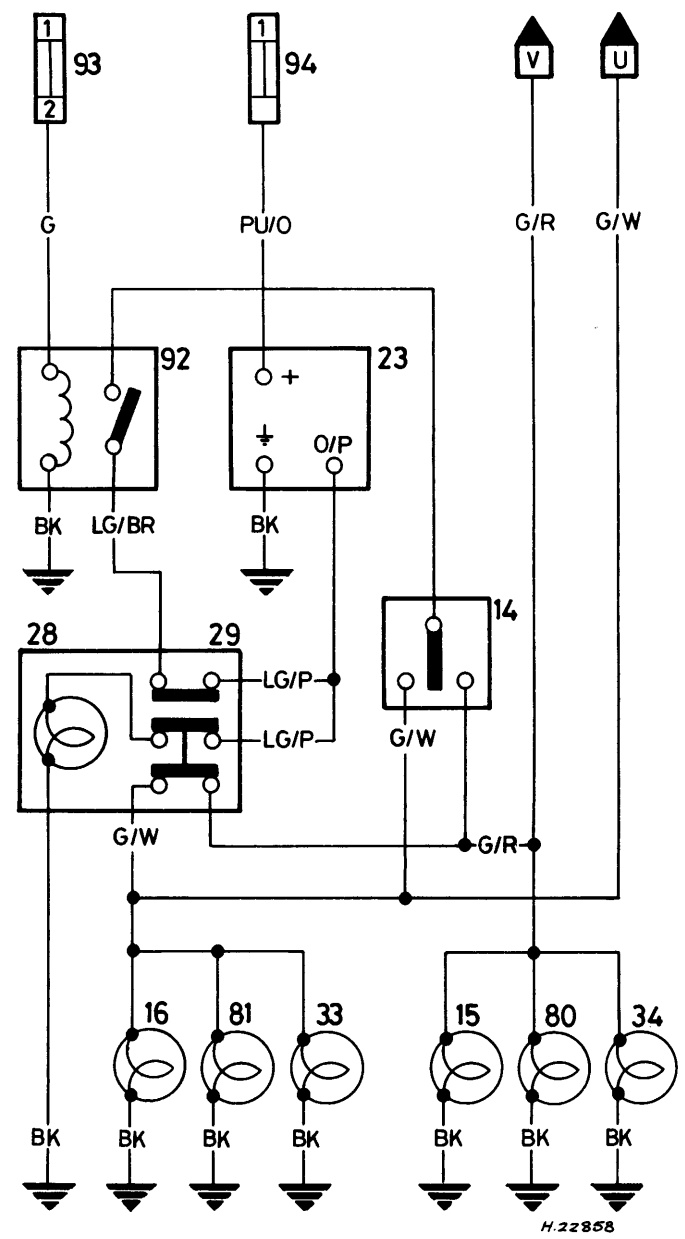 1
93
2
1
94
V
U
G
PU/O
G/R
G/W
92
23
+
O/P
BK
LG/BR
BK
14
28
29
LG/P
LG/P
G/W
G/W
G/R
16
81
33
15
80
34
BK
BK
BK
BK
BK
BK
BK
H.22858